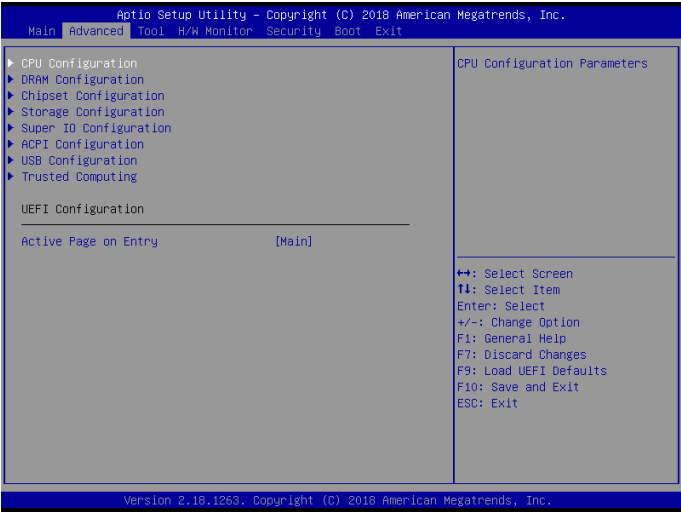 Aptio Setup Utility – Copyright (C) 2018 American Megatrends, Inc.
Main Advanced Tool H/W Monitor Security Boot Exit
CPU Configuration
DRAM Configuration
Chipset Configuration
Storage Configuration
Super IO Configuration
ACPI Configuration
USB Configuration
Trusted Computing
UEFI Configuration
Active Page on Entry [Main]
CPU Configuration Parameters
↔: Select Screen
↑↓: Select Item
Enter: Select
+/-: Change Option
F1: General Help
F7: Discard Changes
F9: Load UEFI Defaults
F10: Save and Exit
ESC: Exit
Version 2.18.1263. Copyright (C) 2018 American Megatrends, Inc.